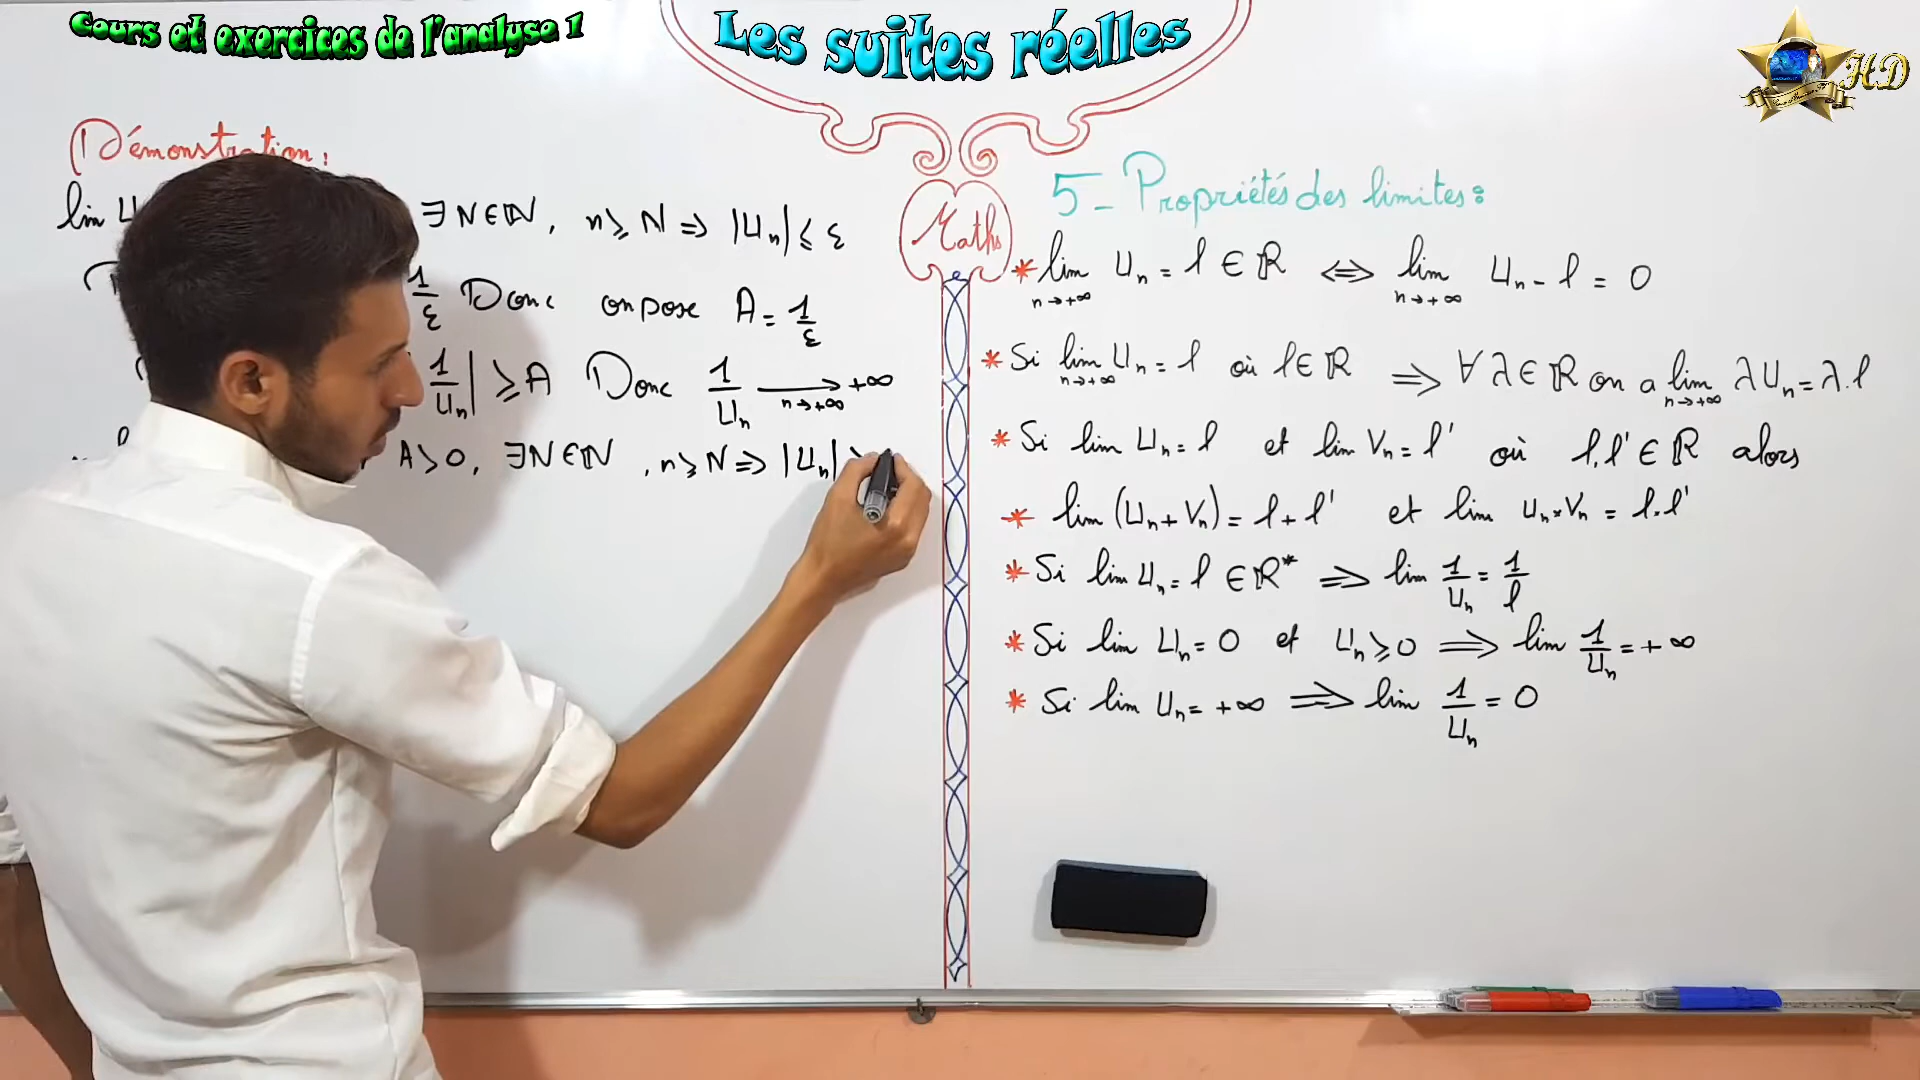 Cours et exercices de l'analyse 1
Les suites réelles
HD
Démonstration:
lim U ∃ N ∈ ℕ, n ≥ N ⇒ |Uₙ| ≤ ε
1/ε Donc on pose A = 1/ε
|1/Uₙ| ≥ A Donc 1/Uₙ ⟶ +∞ n→+∞
A > 0, ∃ N ∈ ℕ, n ≥ N ⇒ |Uₙ| >
Maths
5 - Propriétés des limites:
* lim n→+∞ Uₙ = l ∈ ℝ ⇔ lim n→+∞ Uₙ - l = 0
* Si lim n→+∞ Uₙ = l où l ∈ ℝ ⇒ ∀ λ ∈ ℝ on a lim n→+∞ λUₙ = λ.l
* Si lim Uₙ = l et lim Vₙ = l' où l, l' ∈ ℝ alors
* lim (Uₙ + Vₙ) = l + l' et lim Uₙ × Vₙ = l × l'
* Si lim Uₙ = l ∈ ℝ* ⇒ lim 1/Uₙ = 1/l
* Si lim Uₙ = 0 et Uₙ ≥ 0 ⇒ lim 1/Uₙ = +∞
* Si lim Uₙ = +∞ ⇒ lim 1/Uₙ = 0